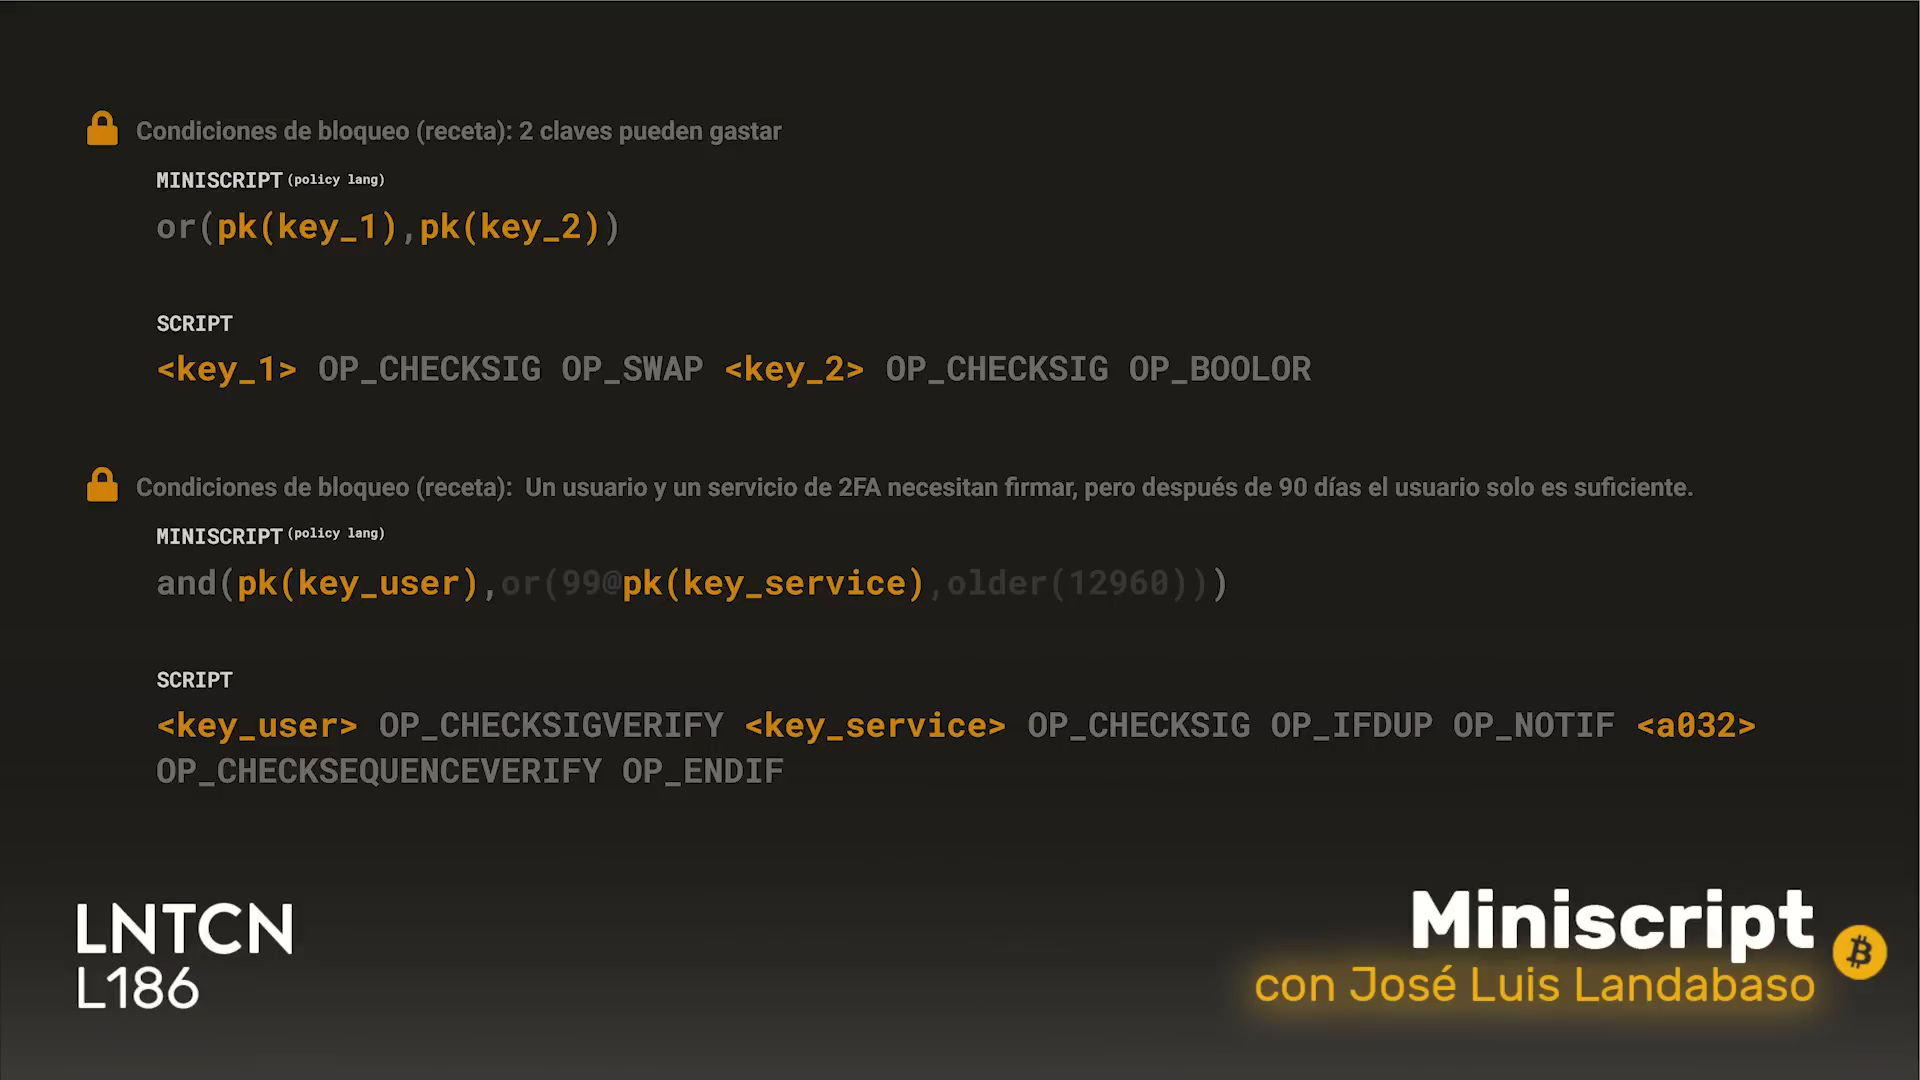 Condiciones de bloqueo (receta): 2 claves pueden gastar
MINISCRIPT (policy lang)
or(pk(key_1),pk(key_2))
SCRIPT
<key_1> OP_CHECKSIG OP_SWAP <key_2> OP_CHECKSIG OP_BOOLOR
Condiciones de bloqueo (receta): Un usuario y un servicio de 2FA necesitan firmar, pero después de 90 días el usuario solo es suficiente.
MINISCRIPT (policy lang)
and(pk(key_user),or(99@pk(key_service),older(12960)))
SCRIPT
<key_user> OP_CHECKSIGVERIFY <key_service> OP_CHECKSIG OP_IFDUP OP_NOTIF <a032>
OP_CHECKSEQUENCEVERIFY OP_ENDIF
LNTCN
L186
Miniscript
con José Luis Landabaso